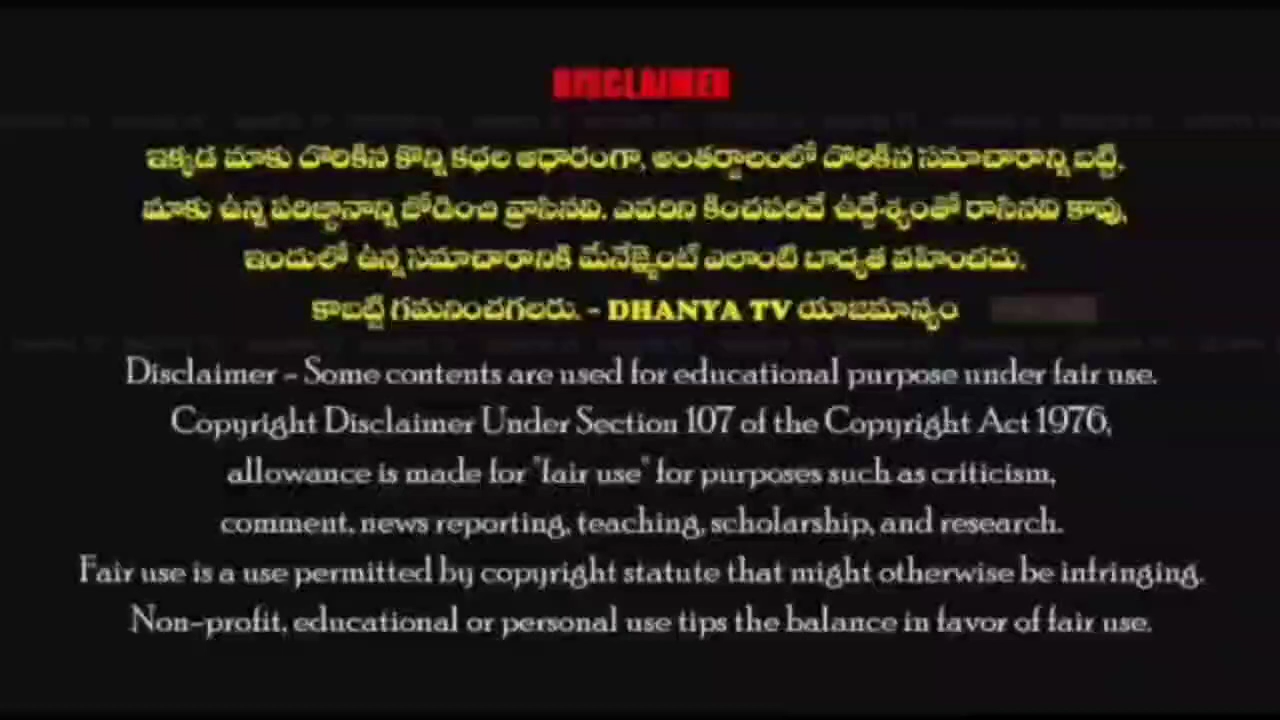 DISCLAIMER
ఇక్కడ మాకు దొరికిన కొన్ని కథల ఆధారంగా, అంతర్జాలంలో దొరికిన సమాచారాన్ని బట్టి,
మాకు ఉన్న పరిజ్ఞానాన్ని జోడించి వ్రాసినవి. ఎవరిని కించపరిచే ఉద్దేశ్యంతో రాసినవి కావు,
ఇందులో ఉన్న సమాచారానికి మేనేజ్మెంట్ ఎలాంటి బాధ్యత వహించదు.
కాబట్టి గమనించగలరు. - DHANYA TV యాజమాన్యం
Disclaimer - Some contents are used for educational purpose under fair use.
Copyright Disclaimer Under Section 107 of the Copyright Act 1976,
allowance is made for "fair use" for purposes such as criticism,
comment, news reporting, teaching, scholarship, and research.
Fair use is a use permitted by copyright statute that might otherwise be infringing.
Non-profit, educational or personal use tips the balance in favor of fair use.